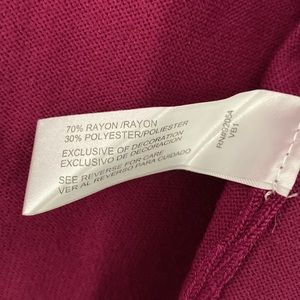 70% RAYON /RAYON
30% POLYESTER/POLIESTER
EXCLUSIVE OF DECORATION
EXCLUSIVO DE DECORACION
SEE REVERSE FOR CARE
VER AL REVERSO PARA CUIDADO
VB1